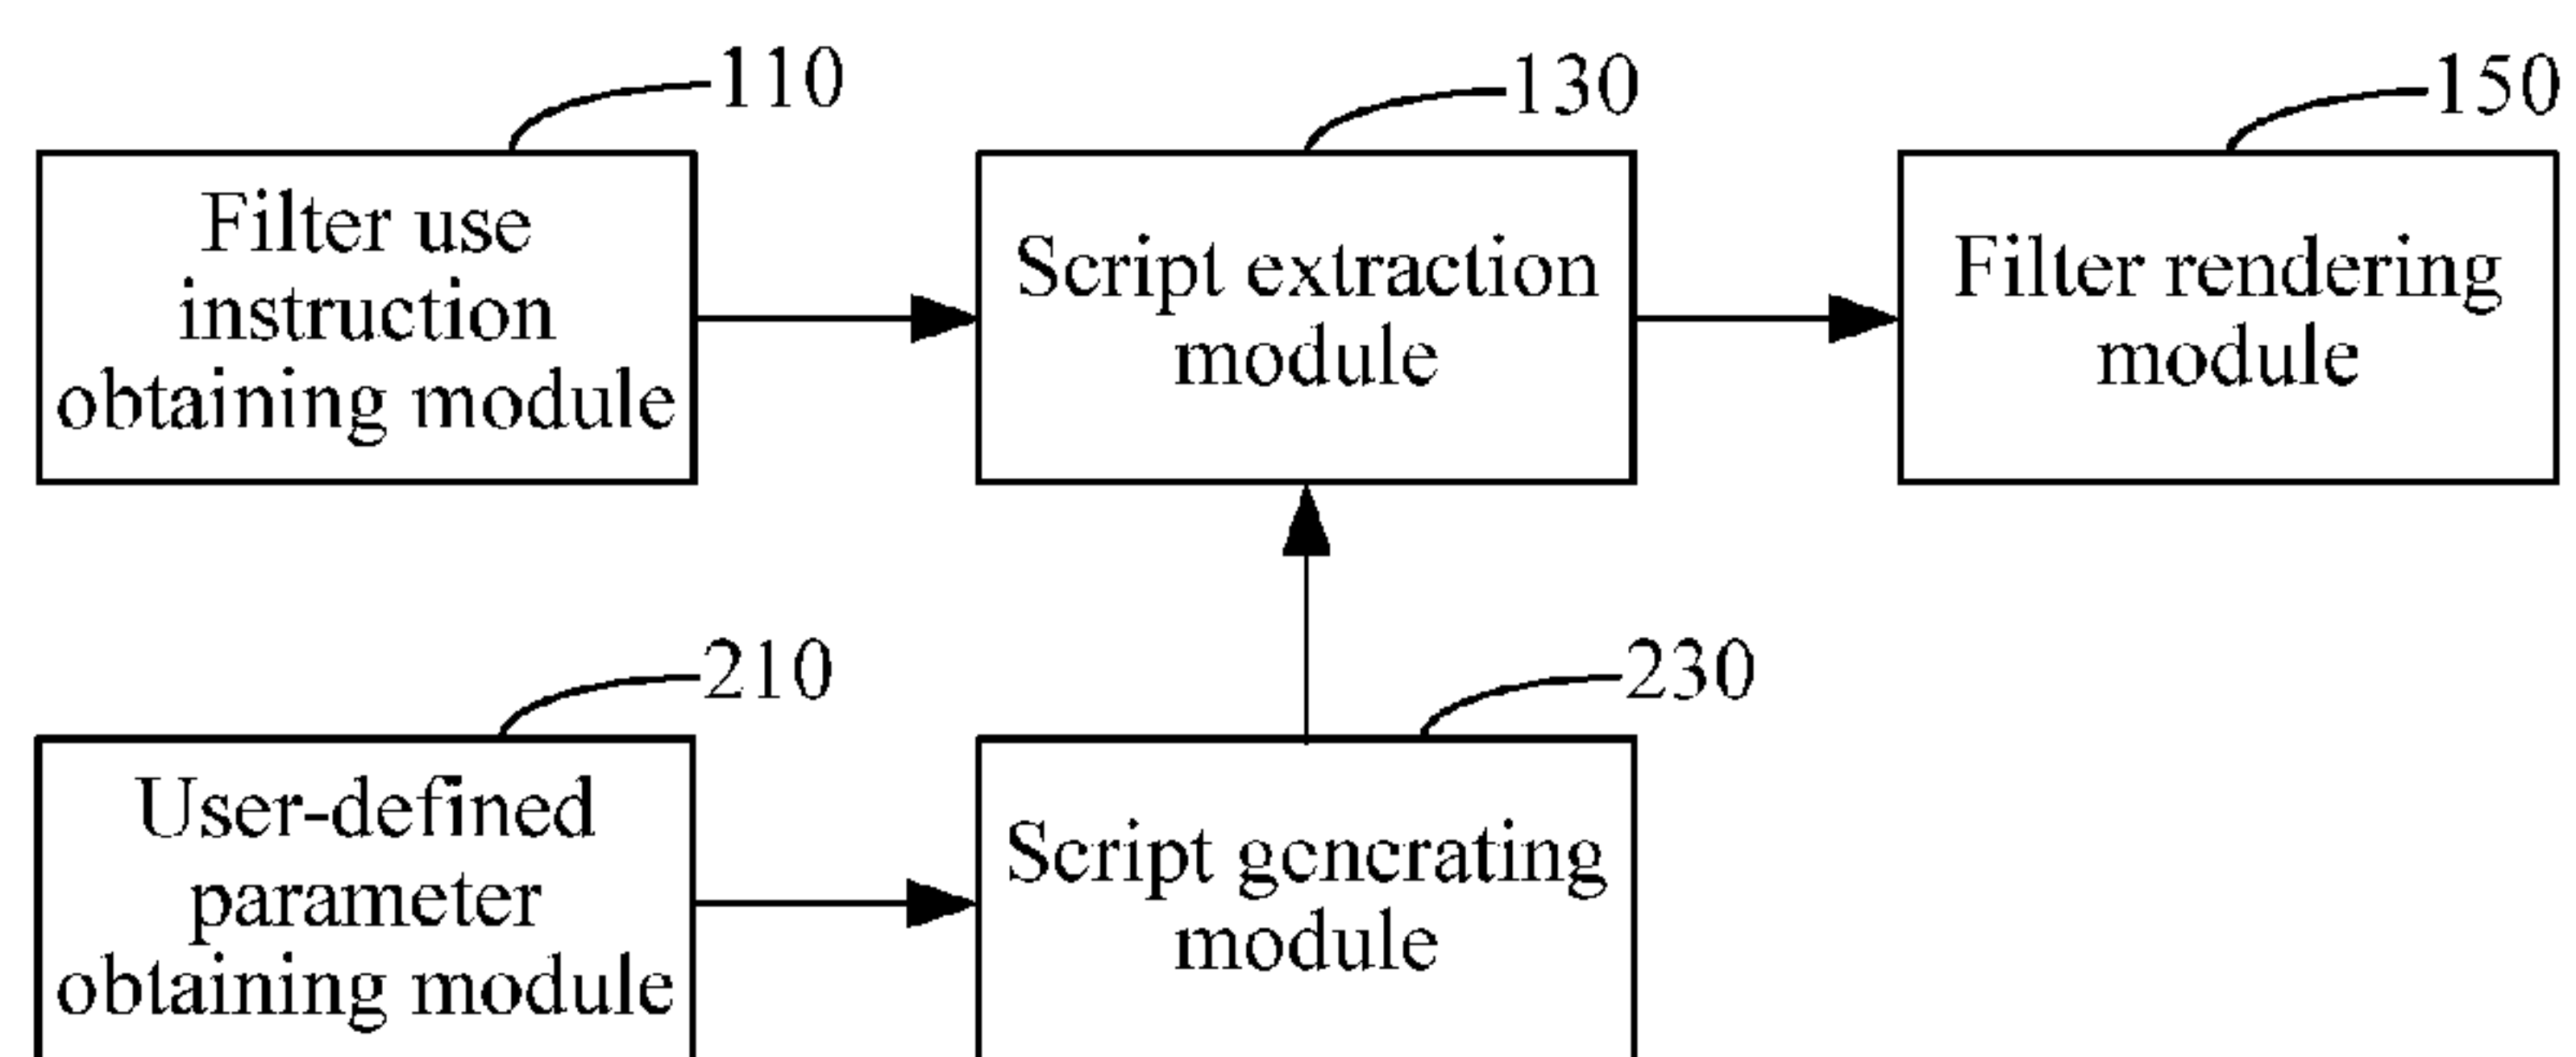 110
130
150
Filter use
instruction
obtaining module
Script extraction
module
Filter rendering
module
210
230
User-defined
parameter
obtaining module
Script generating
module